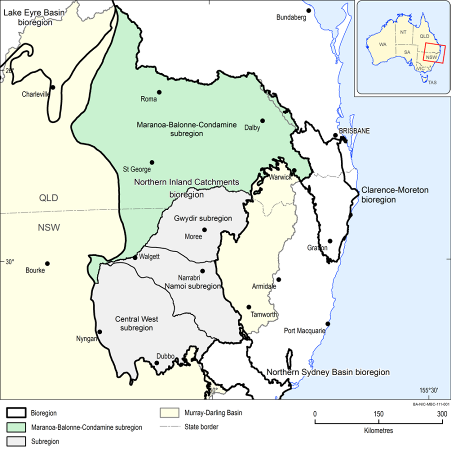 Lake Eyre Basin
bioregion
Bundaberg
WA
NT
QLD
SA
NSW
TAS
Charleville
Roma
Maranoa-Balonne-Condamine
subregion
Dalby
BRISBANE
St George
Warwick
Northern Inland Catchments
bioregion
Clarence-Moreton
bioregion
QLD
NSW
Gwydir subregion
Moree
Grafton
30°
Bourke
Walgett
Narrabri
Namoi subregion
Armidale
Central West
subregion
Tamworth
Port Macquarie
Nyngan
Dubbo
Northern Sydney Basin bioregion
155°30'
Bioregion
Maranoa-Balonne-Condamine subregion
Subregion
Murray-Darling Basin
State border
0
150
300
Kilometres